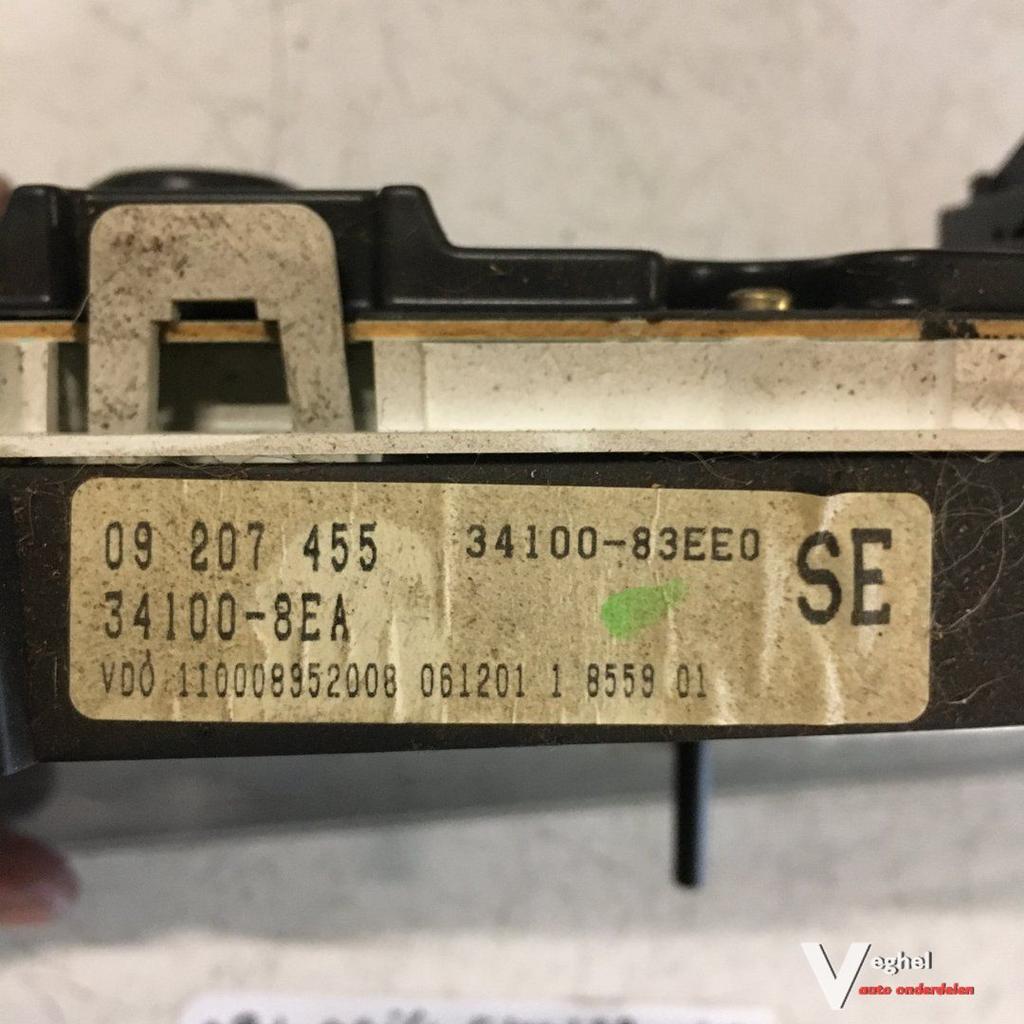 09 207 455 34100-83EE0 SE
34100-8EA
VDO 110008952008 061201 1 8559 01
Veghel
auto onderdelen